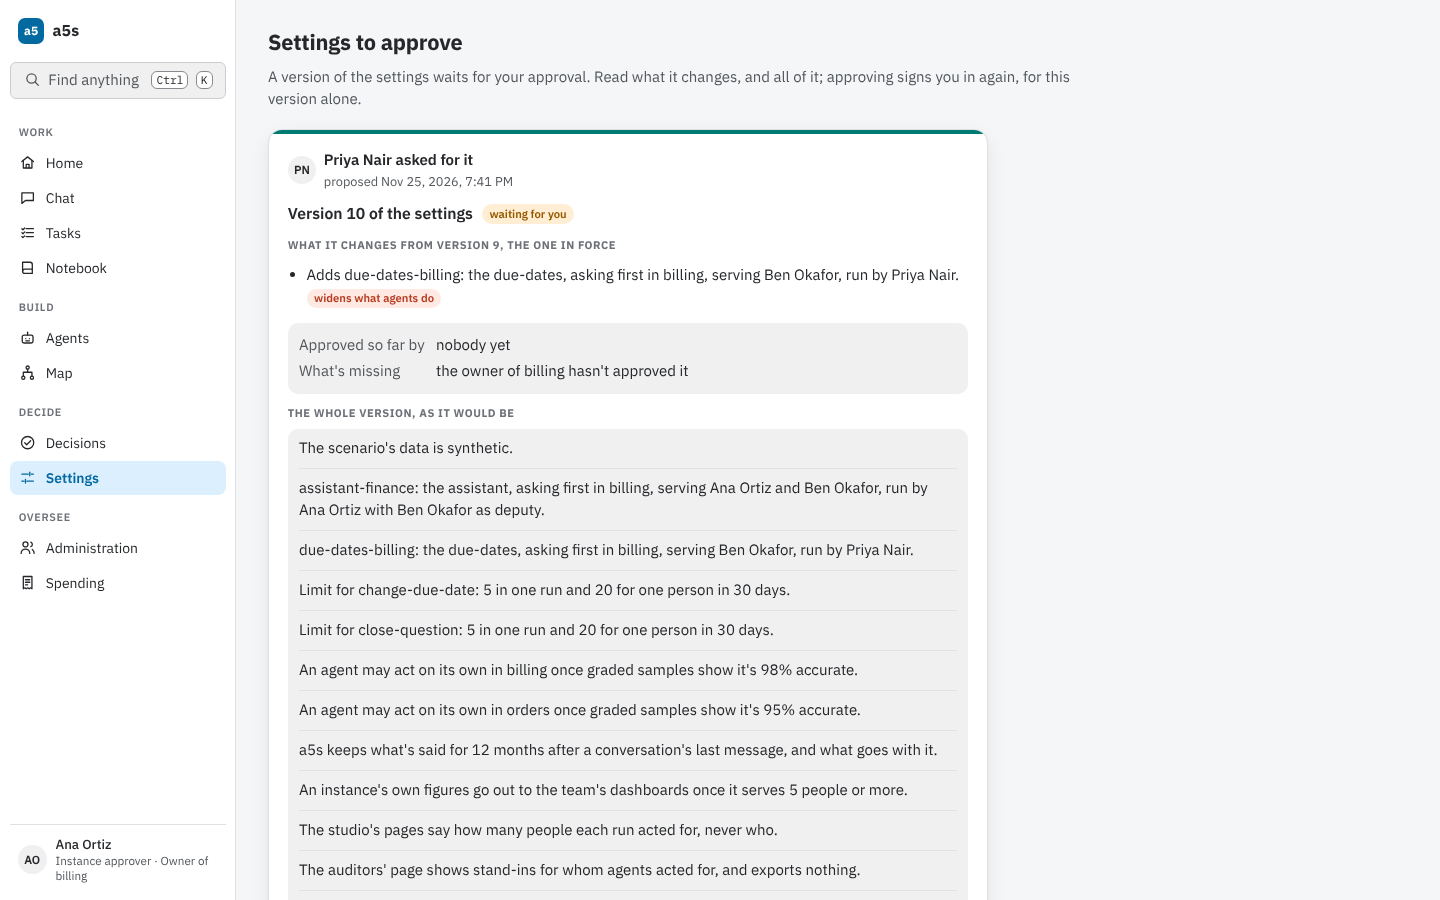 a5 a5s
Find anything Ctrl K
WORK
Home
Chat
Tasks
Notebook
BUILD
Agents
Map
DECIDE
Decisions
Settings
OVERSEE
Administration
Spending
AO Ana Ortiz
Instance approver · Owner of
billing
Settings to approve
A version of the settings waits for your approval. Read what it changes, and all of it; approving signs you in again, for this
version alone.
PN Priya Nair asked for it
proposed Nov 25, 2026, 7:41 PM
Version 10 of the settings waiting for you
WHAT IT CHANGES FROM VERSION 9, THE ONE IN FORCE
• Adds due-dates-billing: the due-dates, asking first in billing, serving Ben Okafor, run by Priya Nair.
widens what agents do
Approved so far by nobody yet
What's missing the owner of billing hasn't approved it
THE WHOLE VERSION, AS IT WOULD BE
The scenario's data is synthetic.
assistant-finance: the assistant, asking first in billing, serving Ana Ortiz and Ben Okafor, run by
Ana Ortiz with Ben Okafor as deputy.
due-dates-billing: the due-dates, asking first in billing, serving Ben Okafor, run by Priya Nair.
Limit for change-due-date: 5 in one run and 20 for one person in 30 days.
Limit for close-question: 5 in one run and 20 for one person in 30 days.
An agent may act on its own in billing once graded samples show it's 98% accurate.
An agent may act on its own in orders once graded samples show it's 95% accurate.
a5s keeps what's said for 12 months after a conversation's last message, and what goes with it.
An instance's own figures go out to the team's dashboards once it serves 5 people or more.
The studio's pages say how many people each run acted for, never who.
The auditors' page shows stand-ins for whom agents acted for, and exports nothing.